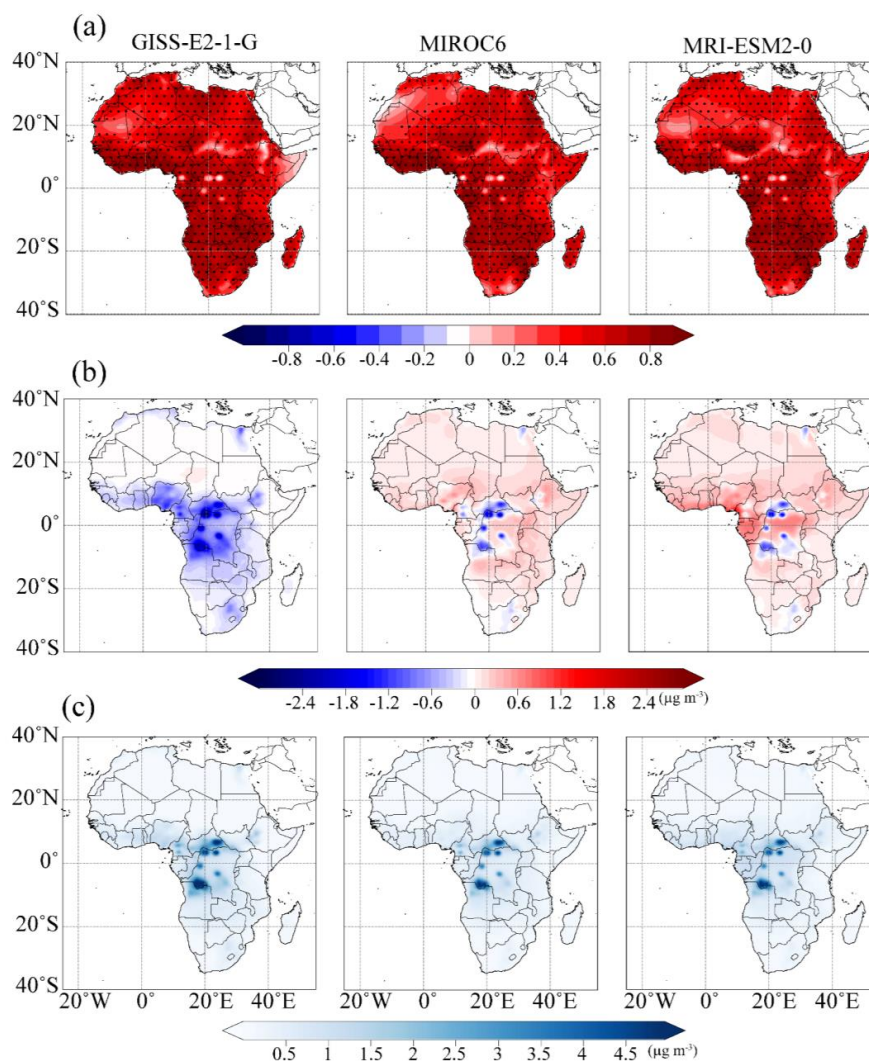 (a)
GISS-E2-1-G MIROC6 MRI-ESM2-0
40˚N
20˚N
0˚
20˚S
40˚S
-0.8 -0.6 -0.4 -0.2 0 0.2 0.4 0.6 0.8
(b)
40˚N
20˚N
0˚
20˚S
40˚S
-2.4 -1.8 -1.2 -0.6 0 0.6 1.2 1.8 2.4 (μg m⁻³)
(c)
40˚N
20˚N
0˚
20˚S
40˚S
20˚W 0˚ 20˚E 40˚E 20˚W 0˚ 20˚E 40˚E 20˚W 0˚ 20˚E 40˚E
0.5 1 1.5 2 2.5 3 3.5 4 4.5 (μg m⁻³)